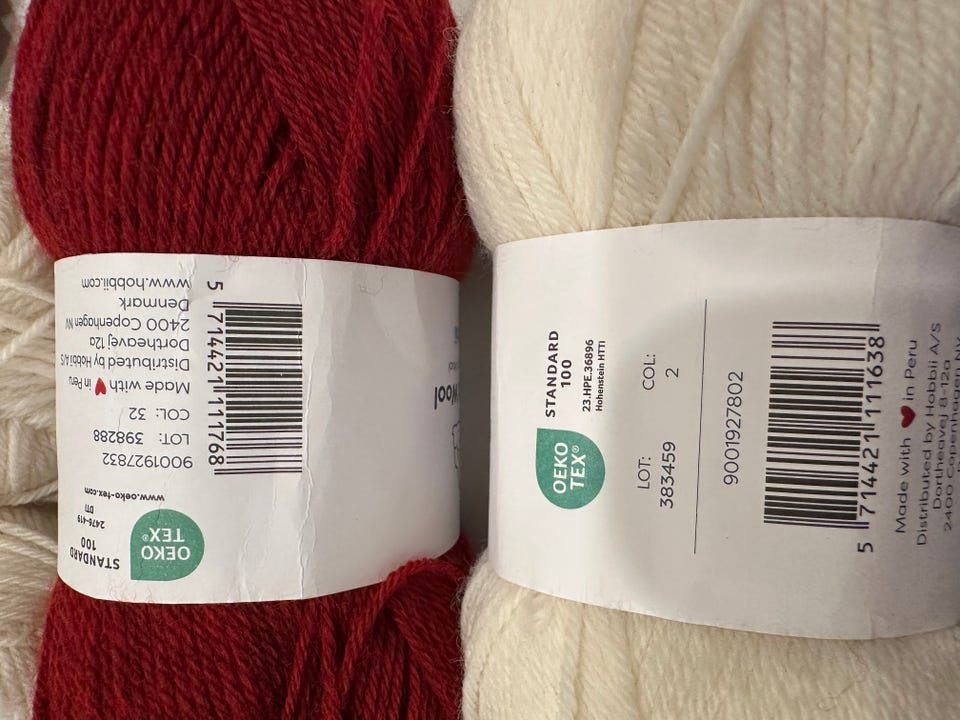 www.hobbii.com
Denmark
2400 Copenhagen NV
Dortheavej 12a
Distributed by Hobbii A/S
Made with ❤ in Peru
COL: 32
LOT: 398288
9001927832
5 714421 111768
www.oeko-tex.com
OEKO
TEX®
STANDARD
100
2476-419
DTI
Wool
OEKO
TEX®
STANDARD
100
23.HPE.36896
Hohenstein HTTI
LOT: COL:
383459 2
9001927802
5 714421 111638
Made with ❤ in Peru
Distributed by Hobbii A/S
Dortheavej 8-12a
2400 Copenhagen NV